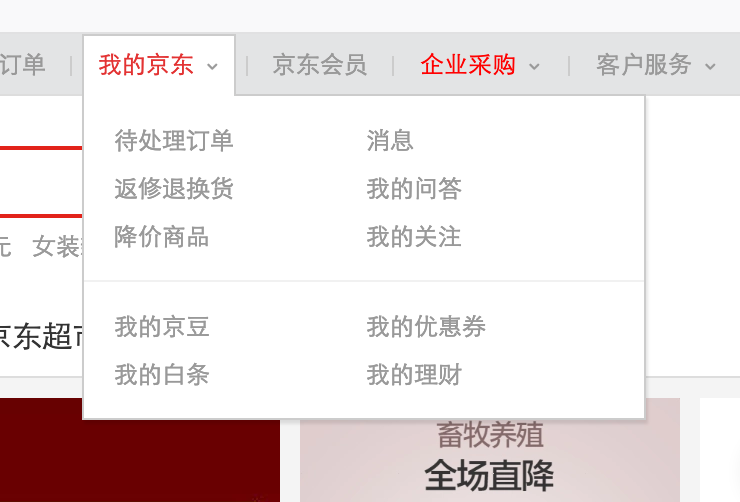 订单 我的京东 京东会员 企业采购 客户服务
待处理订单 消息
返修退换货 我的问答
降价商品 我的关注
元 女装
我的京豆 我的优惠券
京东超市
我的白条 我的理财
畜牧养殖
全场直降